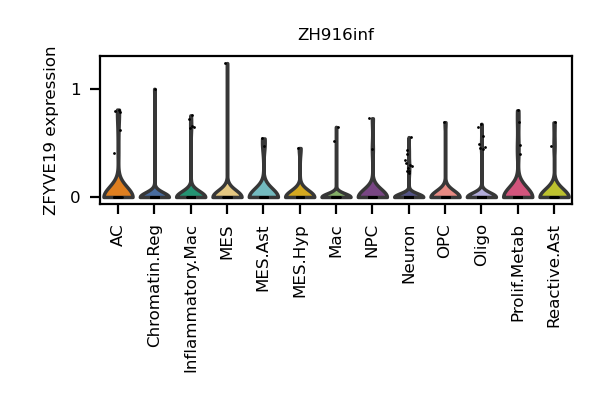 ZH916inf
ZFYVE19 expression
1
0
AC
Chromatin.Reg
Inflammatory.Mac
MES
MES.Ast
MES.Hyp
Mac
NPC
Neuron
OPC
Oligo
Prolif.Metab
Reactive.Ast